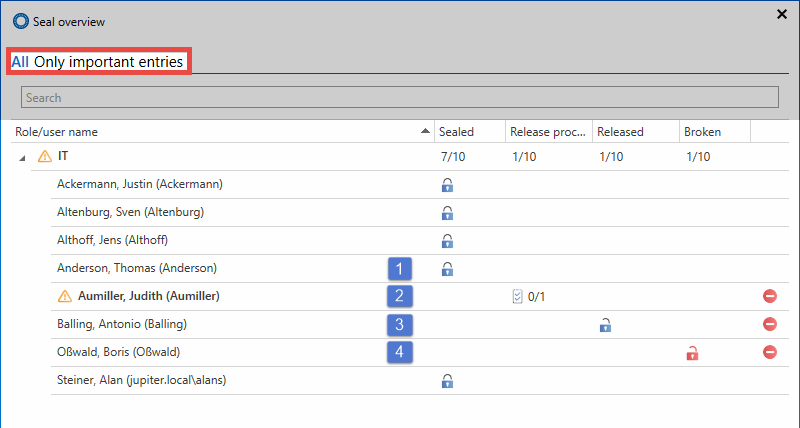 Seal overview
All Only important entries
Search
Role/user name Sealed Release proc... Released Broken
IT 7/10 1/10 1/10 1/10
Ackermann, Justin (Ackermann)
Altenburg, Sven (Altenburg)
Althoff, Jens (Althoff)
Anderson, Thomas (Anderson) 1
Aumiller, Judith (Aumiller) 2 0/1
Balling, Antonio (Balling) 3
Oßwald, Boris (Oßwald) 4
Steiner, Alan (jupiter.local\alans)